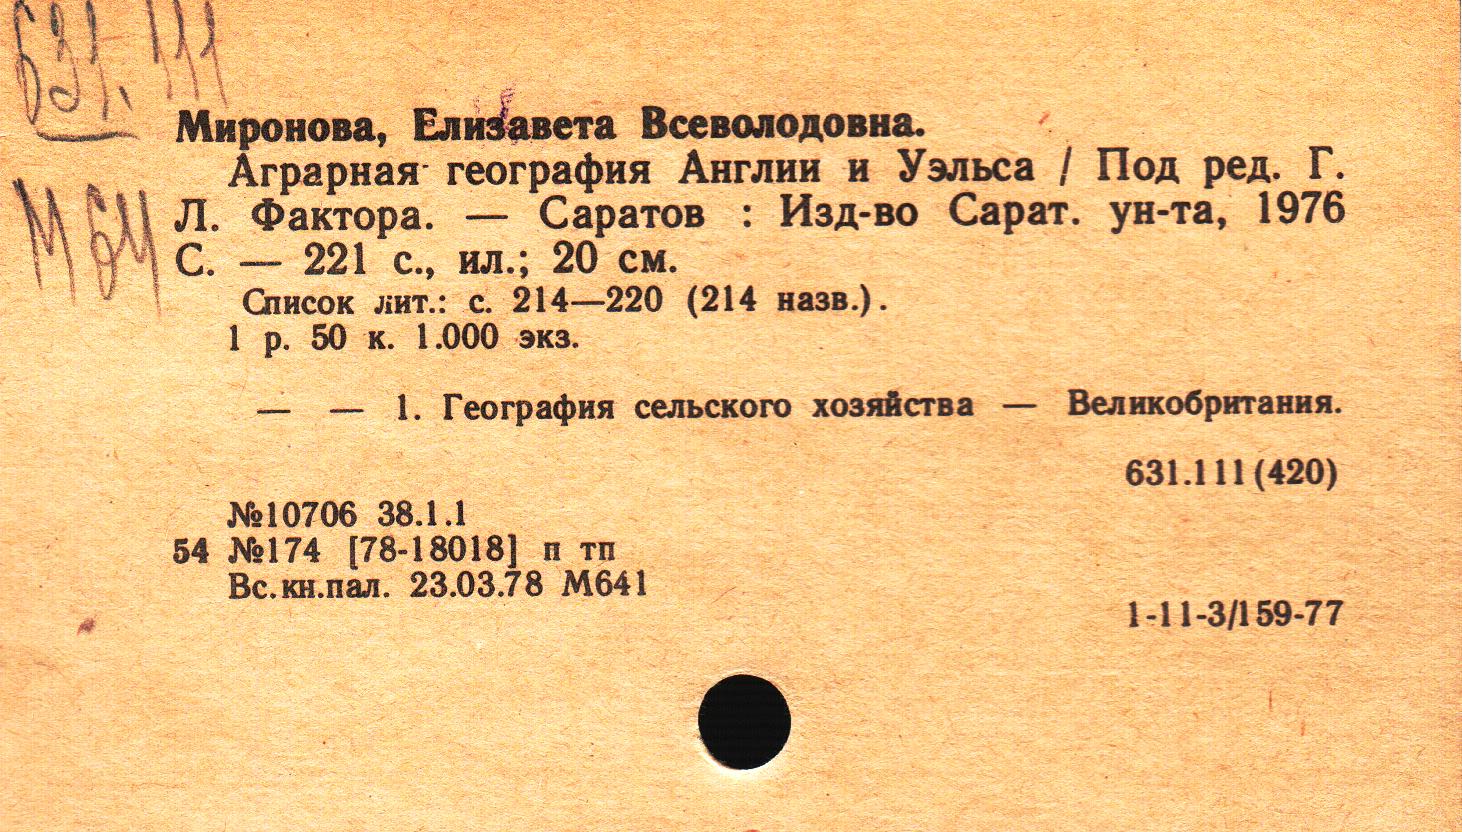 631.111
Миронова, Елизавета Всеволодовна.
Аграрная география Англии и Уэльса / Под ред. Г.
М64
Л. Фактора. — Саратов : Изд-во Сарат. ун-та, 1976
С. — 221 с., ил.; 20 см.
Список лит.: с. 214—220 (214 назв.).
1 р. 50 к. 1.000 экз.
— — 1. География сельского хозяйства — Великобритания.
631.111(420)
№10706 38.1.1
54 №174 [78-18018] п тп
Вс.кн.пал. 23.03.78 М641
1-11-3/159-77